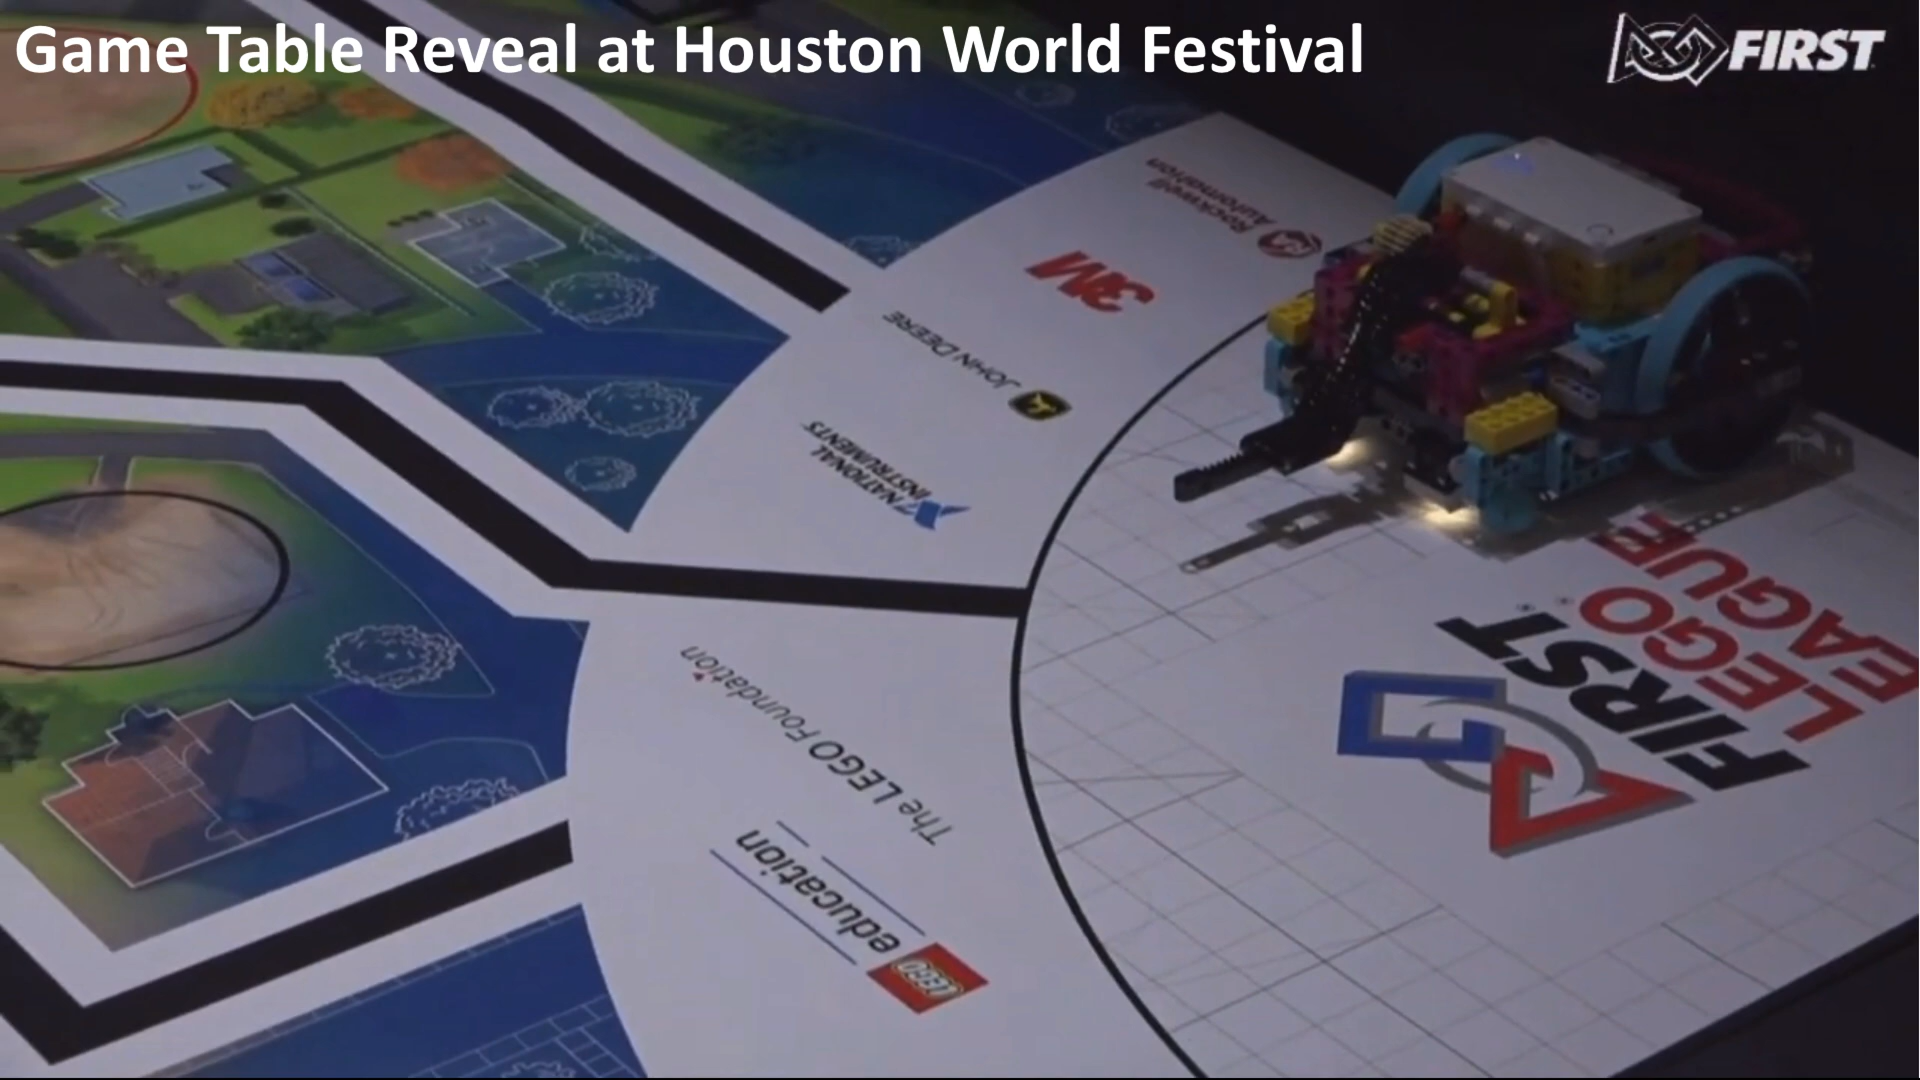 Game Table Reveal at Houston World Festival
FIRST
Rockwell
Automation
3M
JOHN DEERE
NATIONAL
INSTRUMENTS
The LEGO Foundation
LEGO
education
FIRST
LEGO
LEAGUE